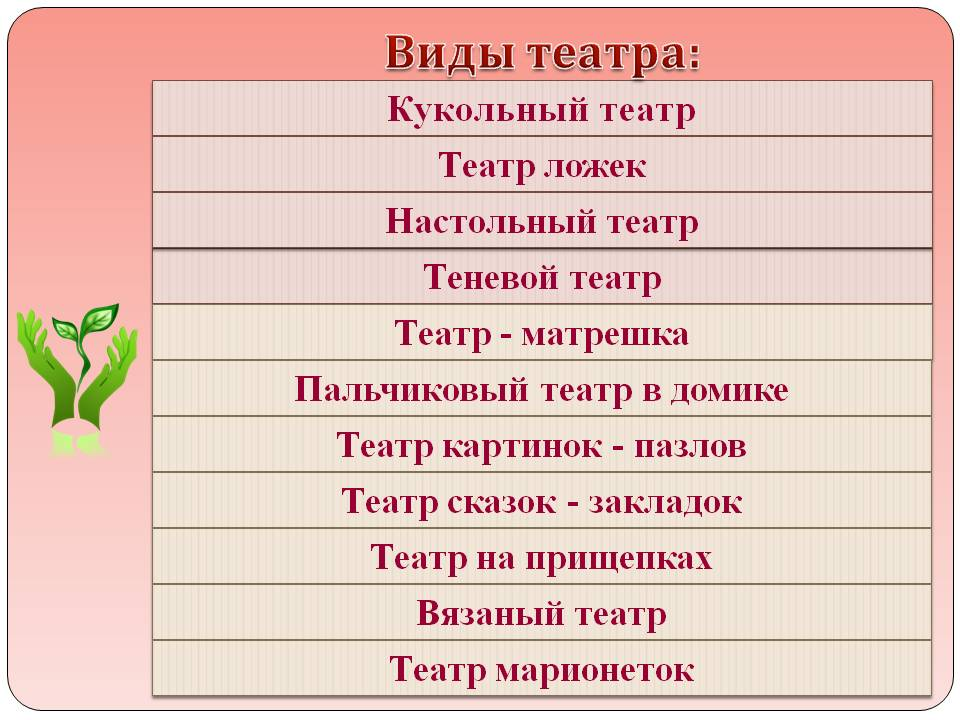 Виды театра:
Кукольный театр
Театр ложек
Настольный театр
Теневой театр
Театр - матрешка
Пальчиковый театр в домике
Театр картинок - пазлов
Театр сказок - закладок
Театр на прищепках
Вязаный театр
Театр марионеток